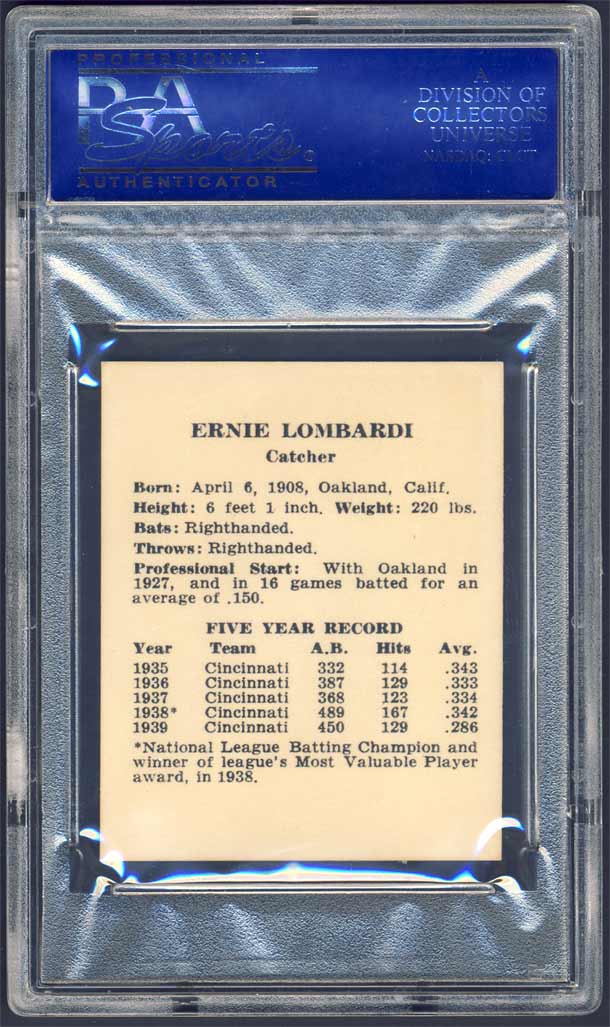 PROFESSIONAL
PSA
Sports
AUTHENTICATOR
A
DIVISION OF
COLLECTORS
UNIVERSE
NASDAQ: CLCT
ERNIE LOMBARDI
Catcher
Born: April 6, 1908, Oakland, Calif.
Height: 6 feet 1 inch. Weight: 220 lbs.
Bats: Righthanded.
Throws: Righthanded.
Professional Start: With Oakland in
1927, and in 16 games batted for an
average of .150.
FIVE YEAR RECORD
Year Team A.B. Hits Avg.
1935 Cincinnati 332 114 .343
1936 Cincinnati 387 129 .333
1937 Cincinnati 368 123 .334
1938* Cincinnati 489 167 .342
1939 Cincinnati 450 129 .286
*National League Batting Champion and
winner of league's Most Valuable Player
award, in 1938.